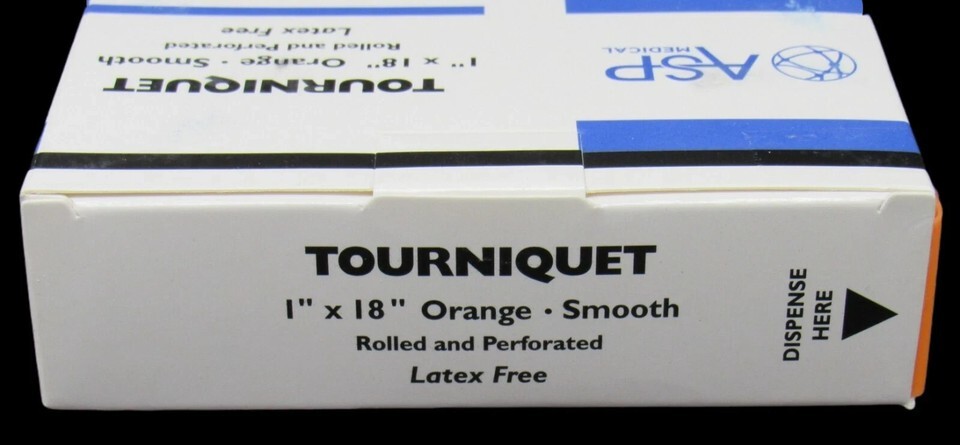 Latex Free
Rolled and Perforated
1" x 18" Orange · Smooth
TOURNIQUET
ASP
MEDICAL
TOURNIQUET
1" x 18" Orange · Smooth
Rolled and Perforated
Latex Free
DISPENSE
HERE